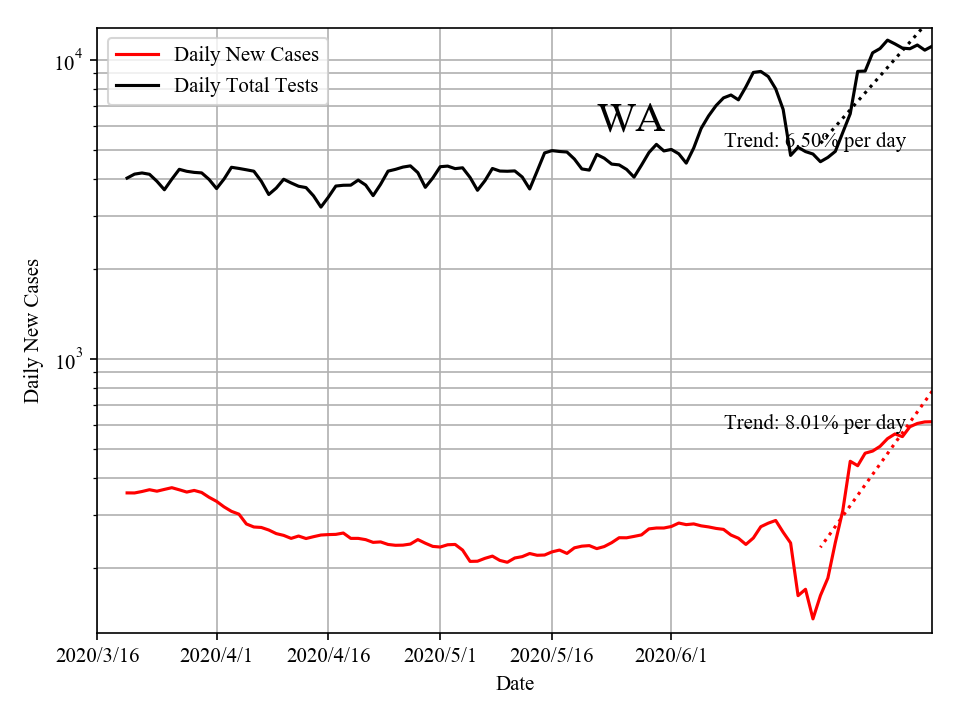 Daily New Cases
Daily Total Tests
WA
Trend: 6.50% per day
Trend: 8.01% per day
10^4
10^3
Daily New Cases
2020/3/16 2020/4/1 2020/4/16 2020/5/1 2020/5/16 2020/6/1
Date